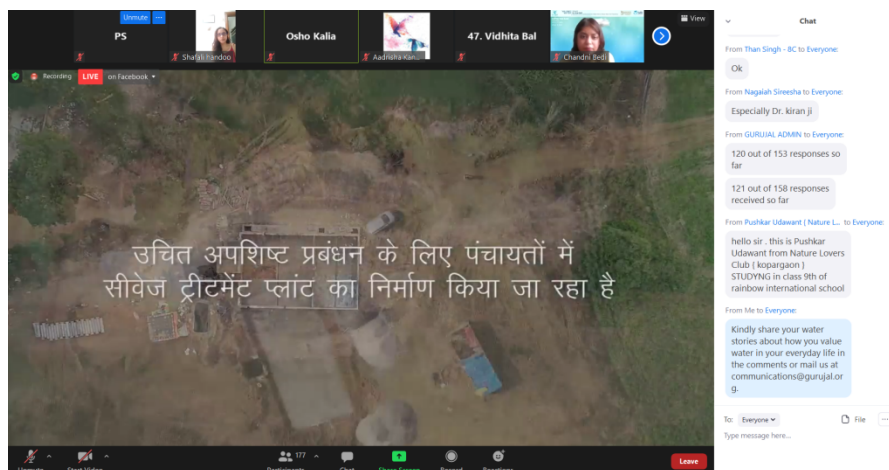 Unmute
...
PS
Osho Kalia
47. Vidhita Bal
View
Aadrisha Kan...
Chandni Bedi
Recording
LIVE
on Facebook
उचित अपशिष्ट प्रबंधन के लिए पंचायतों में
सीवेज ट्रीटमेंट प्लांट का निर्माण किया जा रहा है
177
Leave
Chat
From Than Singh - 8C to Everyone:
Ok
From Nagaiah Sireesha to Everyone:
Especially Dr. kiran ji
From GURUJAL ADMIN to Everyone:
120 out of 153 responses so
far
121 out of 158 responses
received so far
From Pushkar Udawant ( Nature L... to Everyone:
hello sir . this is Pushkar
Udawant from Nature Lovers
Club ( kopargaon )
STUDYNG in class 9th of
rainbow international school
From Me to Everyone:
Kindly share your water
stories about how you value
water in your everyday life in
the comments or mail us at
communications@gurujal.or
g.
To: Everyone
File
...
Type message here...